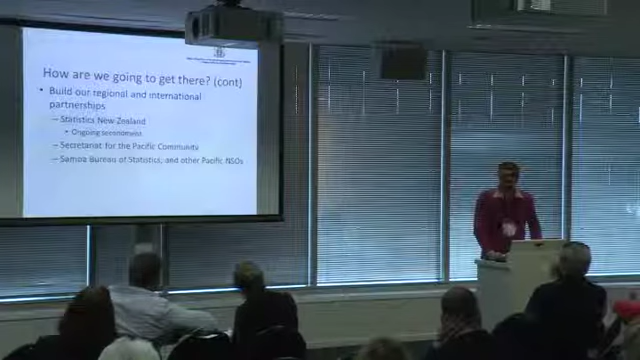 How are we going to get there? (cont)
• Build our regional and international
partnerships
– Statistics New Zealand
• Ongoing secondment
– Secretariat for the Pacific Community
– Samoa Bureau of Statistics, and other Pacific NSOs